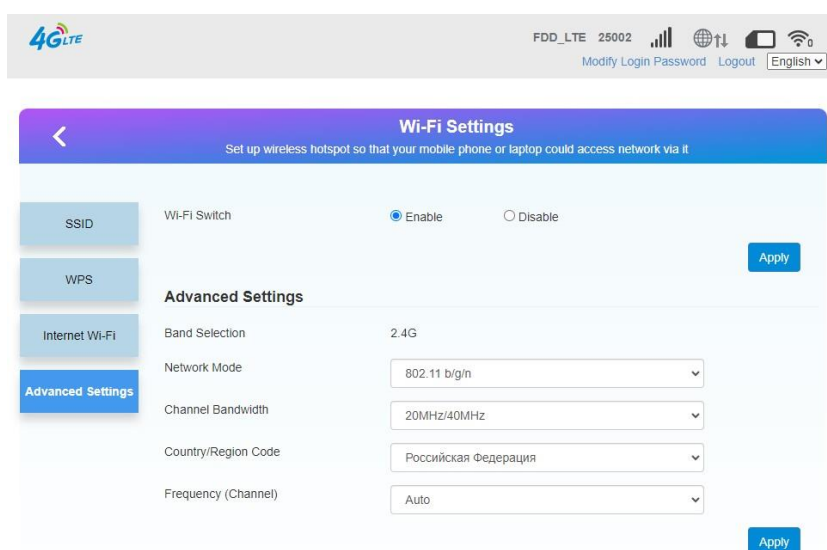 4G LTE
FDD_LTE 25002 0
Modify Login Password Logout English
Wi-Fi Settings
Set up wireless hotspot so that your mobile phone or laptop could access network via it
SSID
WPS
Internet Wi-Fi
Advanced Settings
Wi-Fi Switch Enable Disable
Apply
Advanced Settings
Band Selection 2.4G
Network Mode 802.11 b/g/n
Channel Bandwidth 20MHz/40MHz
Country/Region Code Российская Федерация
Frequency (Channel) Auto
Apply